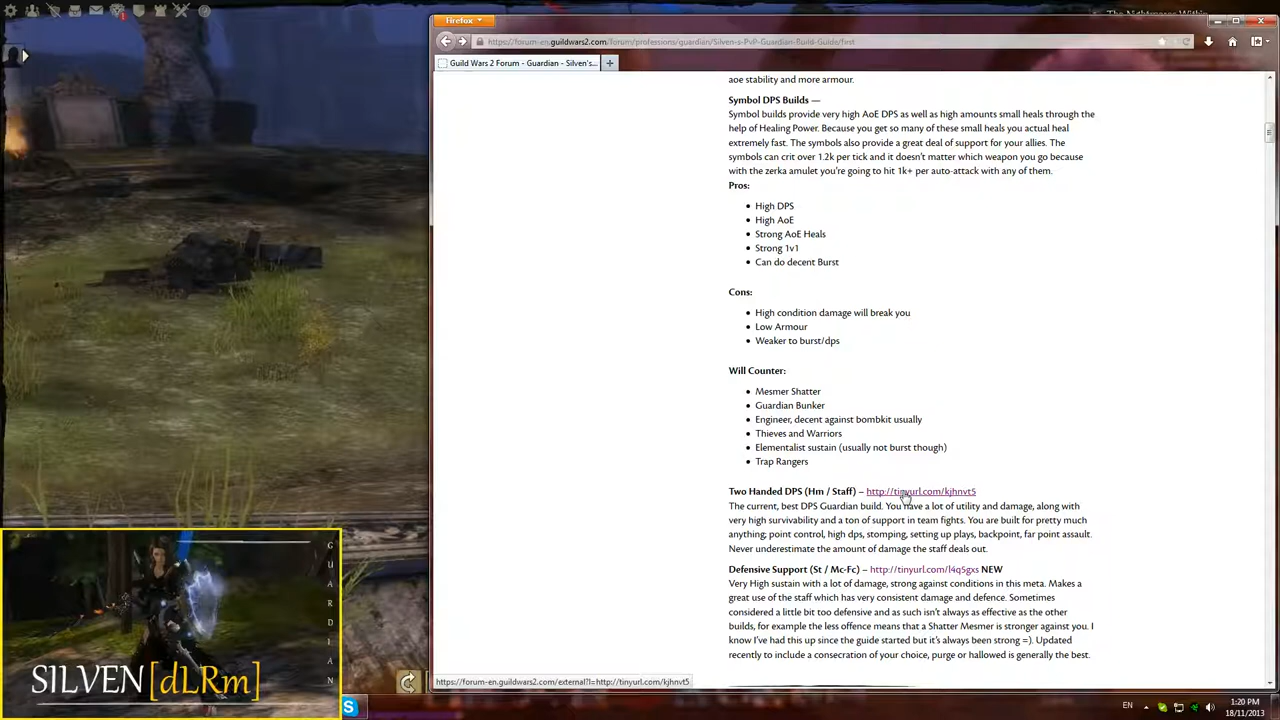 The Nightmares Within
Firefox
https://forum-en.guildwars2.com/forum/professions/guardian/Silven-s-PvP-Guardian-Build-Guide/first
Guild Wars 2 Forum - Guardian - Silven's...
aoe stability and more armour.
Symbol DPS Builds —
Symbol builds provide very high AoE DPS as well as high amounts small heals through the
help of Healing Power. Because you get so many of these small heals you actual heal
extremely fast. The symbols also provide a great deal of support for your allies. The
symbols can crit over 1.2k per tick and it doesn't matter which weapon you go because
with the zerka amulet you're going to hit 1k+ per auto-attack with any of them.
Pros:
• High DPS
• High AoE
• Strong AoE Heals
• Strong 1v1
• Can do decent Burst
Cons:
• High condition damage will break you
• Low Armour
• Weaker to burst/dps
Will Counter:
• Mesmer Shatter
• Guardian Bunker
• Engineer, decent against bombkit usually
• Thieves and Warriors
• Elementalist sustain (usually not burst though)
• Trap Rangers
Two Handed DPS (Hm / Staff) – http://tinyurl.com/kjhnvt5
The current, best DPS Guardian build. You have a lot of utility and damage, along with
very high survivability and a ton of support in team fights. You are built for pretty much
anything; point control, high dps, stomping, setting up plays, backpoint, far point assault.
Never underestimate the amount of damage the staff deals out.
Defensive Support (St / Mc-Fc) – http://tinyurl.com/l4q5gxs NEW
Very High sustain with a lot of damage, strong against conditions in this meta. Makes a
great use of the staff which has very consistent damage and defence. Sometimes
considered a little bit too defensive and as such isn't always as effective as the other
builds, for example the less offence means that a Shatter Mesmer is stronger against you. I
know I've had this up since the guide started but it's always been strong =). Updated
recently to include a consecration of your choice, purge or hallowed is generally the best.
https://forum-en.guildwars2.com/external?l=http://tinyurl.com/kjhnvt5
GUARDIAN
SILVEN [dLRm]
EN
1:20 PM
18/11/2013